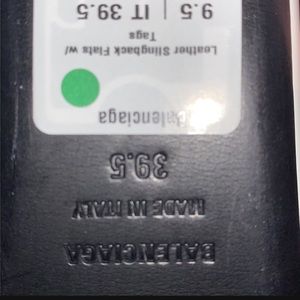 BALENCIAGA
MADE IN ITALY
39.5
Balenciaga
Leather Slingback Flats w/
Tags
9.5 | IT 39.5